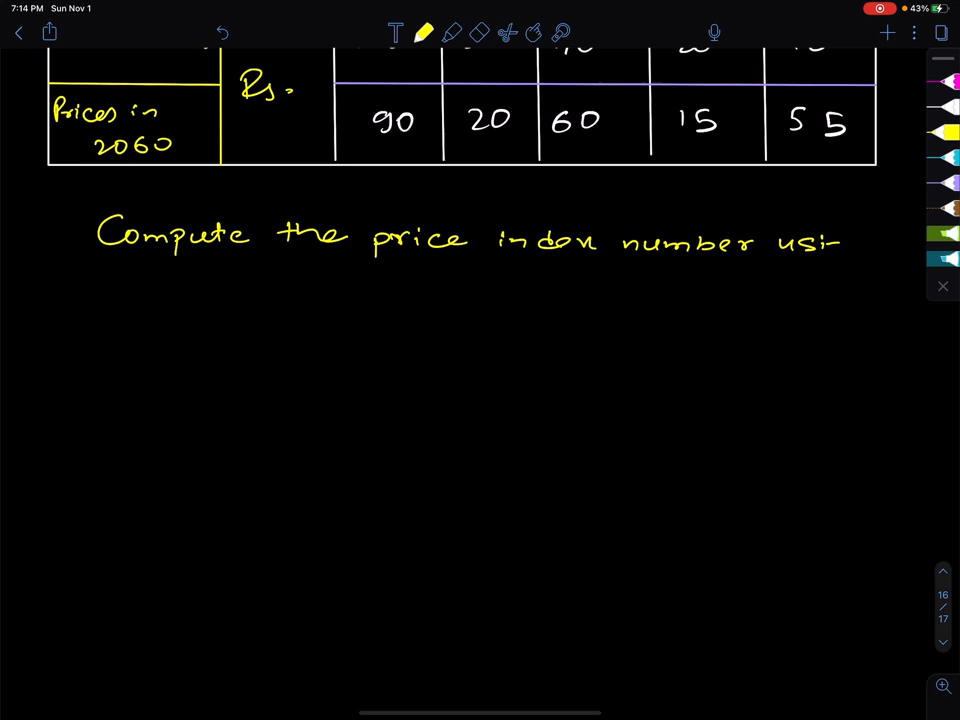 7:14 PM Sun Nov 1
43%
Rs.
Prices in
2060
90 20 60 15 55
Compute the price index number usi
16
/
17